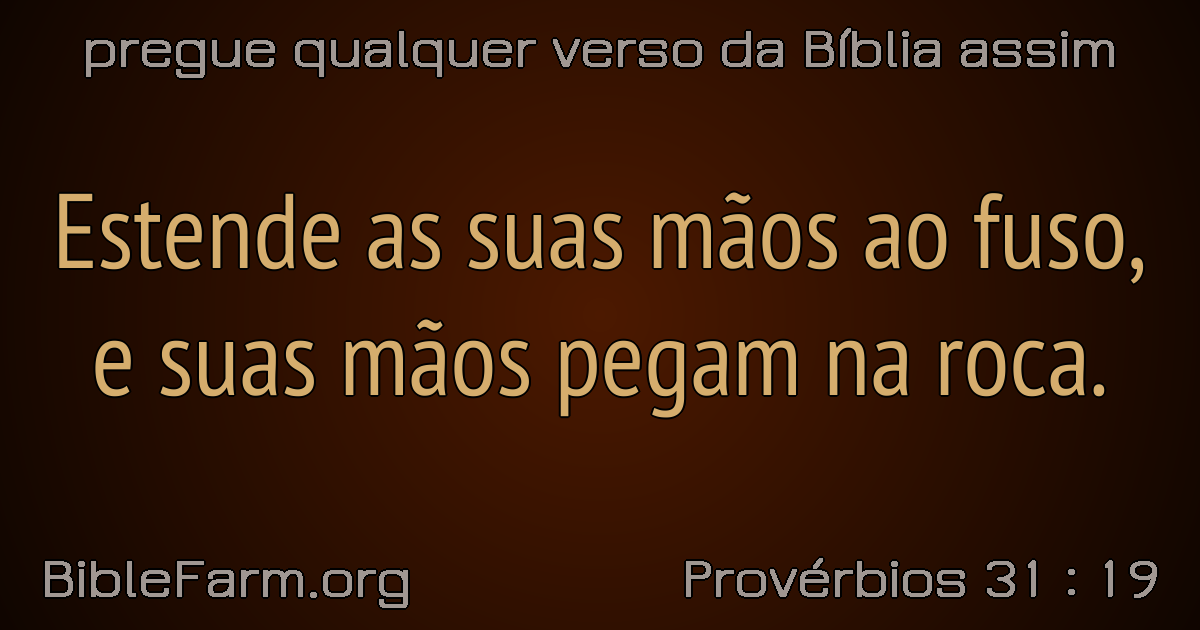 pregue qualquer verso da Bíblia assim
Estende as suas mãos ao fuso,
e suas mãos pegam na roca.
BibleFarm.org
Provérbios 31 : 19